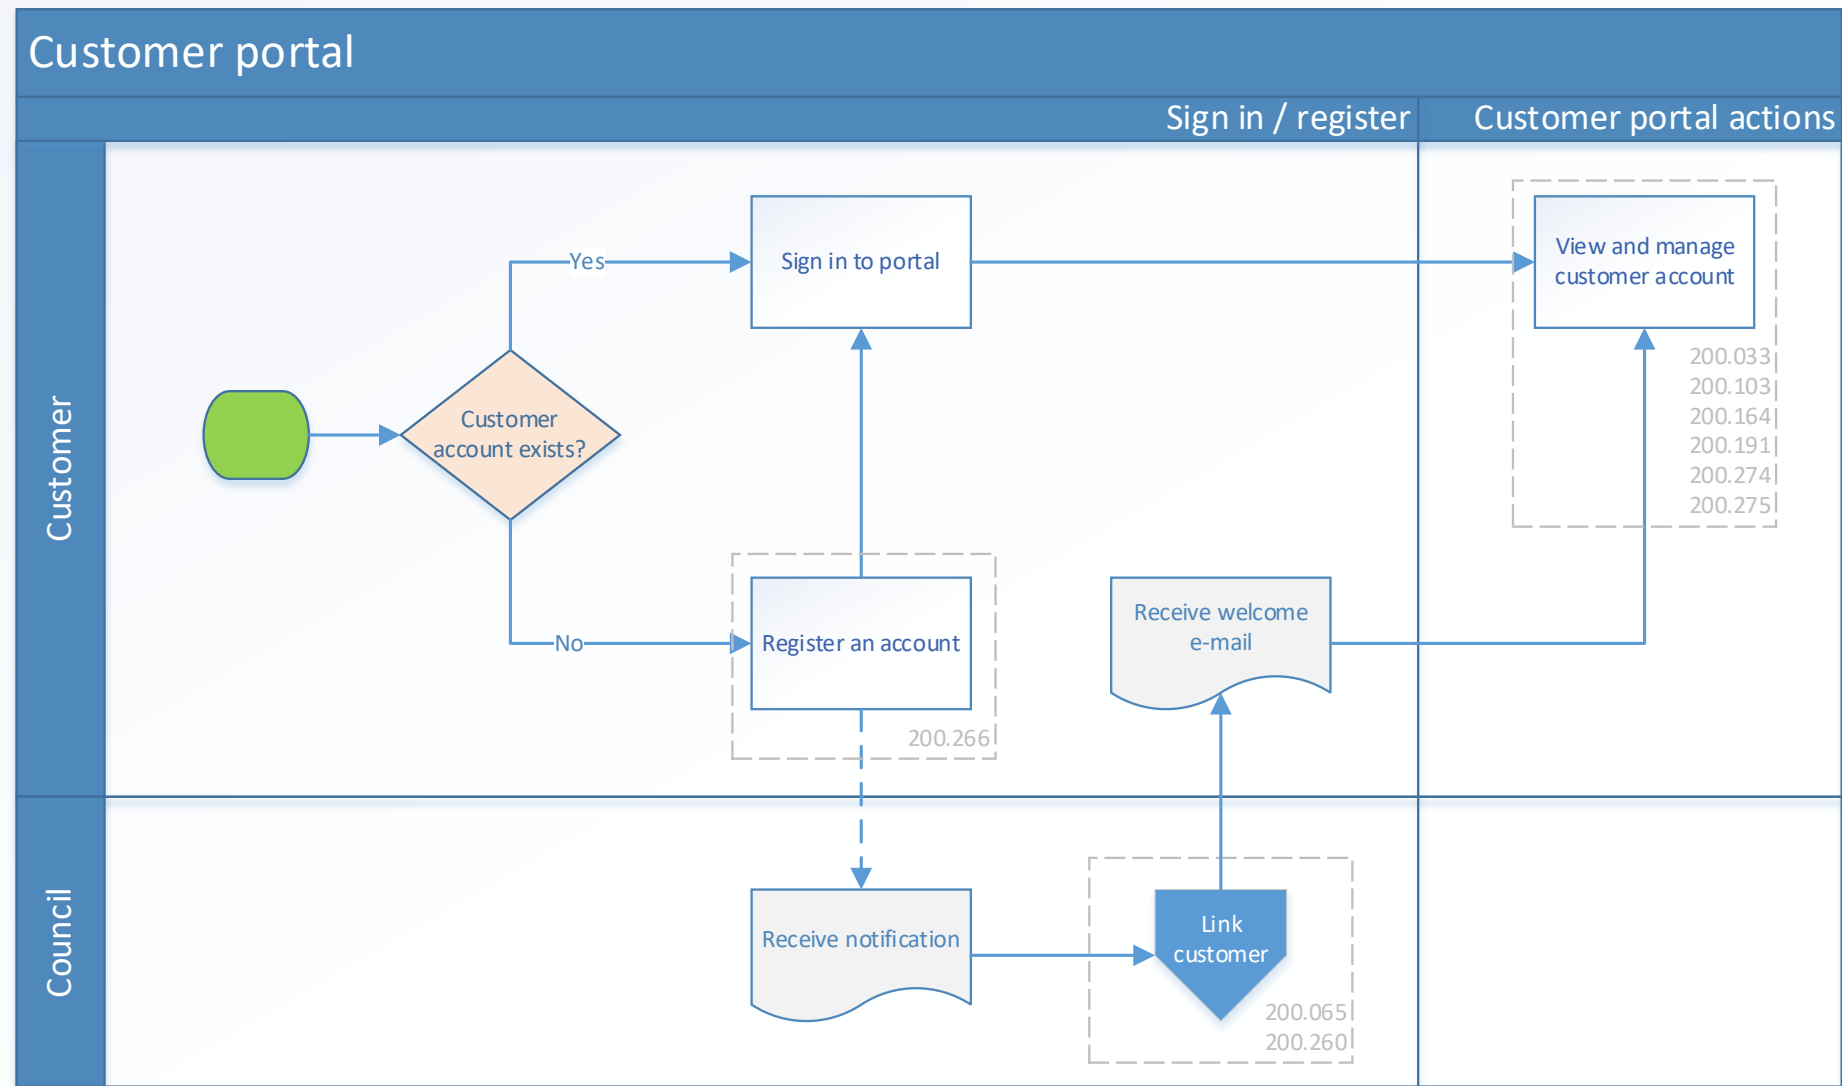 Customer portal
Sign in / register
Customer portal actions
Customer
Yes
Sign in to portal
View and manage
customer account
200.033
200.103
200.164
200.191
200.274
200.275
Customer
account exists?
No
Register an account
200.266
Receive welcome
e-mail
Council
Receive notification
Link
customer
200.065
200.260